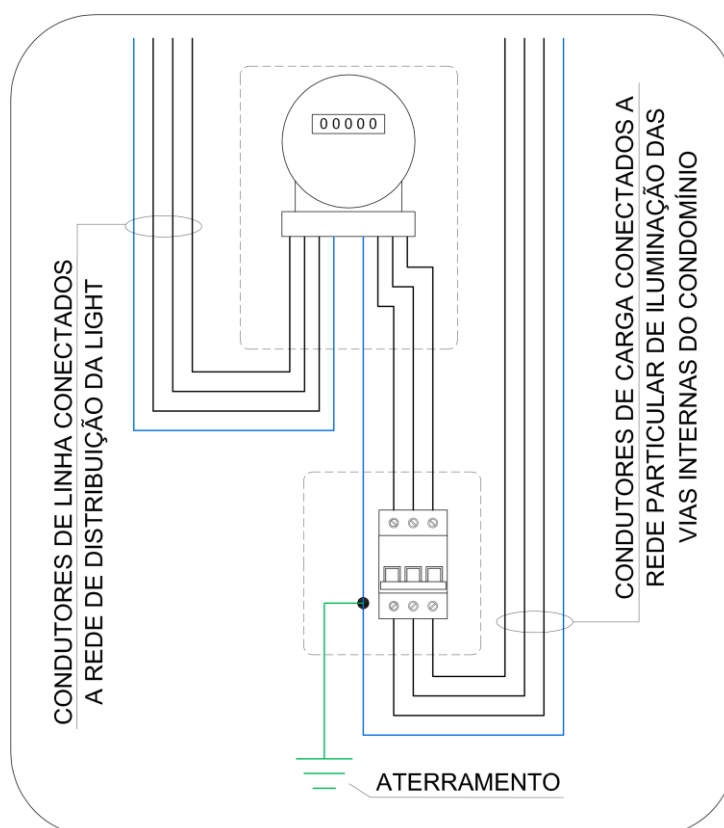 00000
CONDUTORES DE LINHA CONECTADOS
A REDE DE DISTRIBUIÇÃO DA LIGHT
CONDUTORES DE CARGA CONECTADOS A
REDE PARTICULAR DE ILUMINAÇÃO DAS
VIAS INTERNAS DO CONDOMÍNIO
ATERRAMENTO